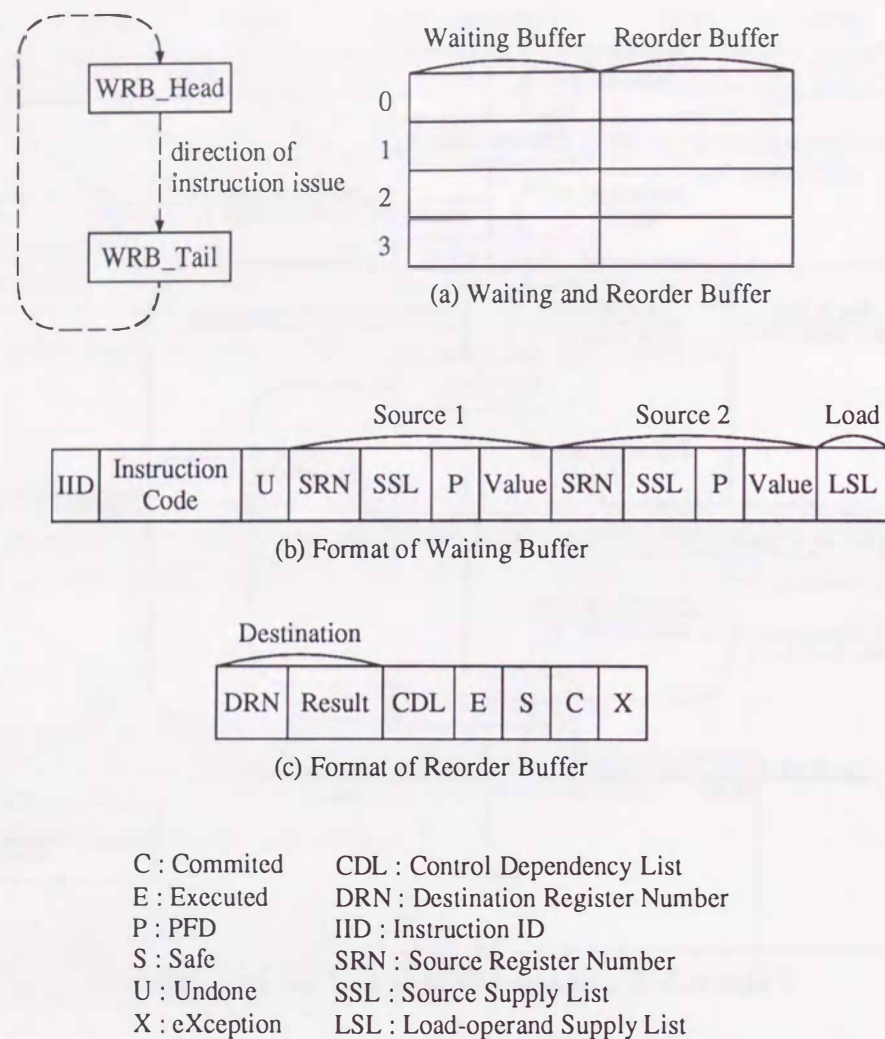 WRB_Head
direction of
instruction issue
WRB_Tail
Waiting Buffer Reorder Buffer
0
1
2
3
(a) Waiting and Reorder Buffer
Source 1 Source 2 Load
IID Instruction Code U SRN SSL P Value SRN SSL P Value LSL
(b) Format of Waiting Buffer
Destination
DRN Result CDL E S C X
(c) Format of Reorder Buffer
C : Commited CDL : Control Dependency List
E : Executed DRN : Destination Register Number
P : PFD IID : Instruction ID
S : Safe SRN : Source Register Number
U : Undone SSL : Source Supply List
X : eXception LSL : Load-operand Supply List